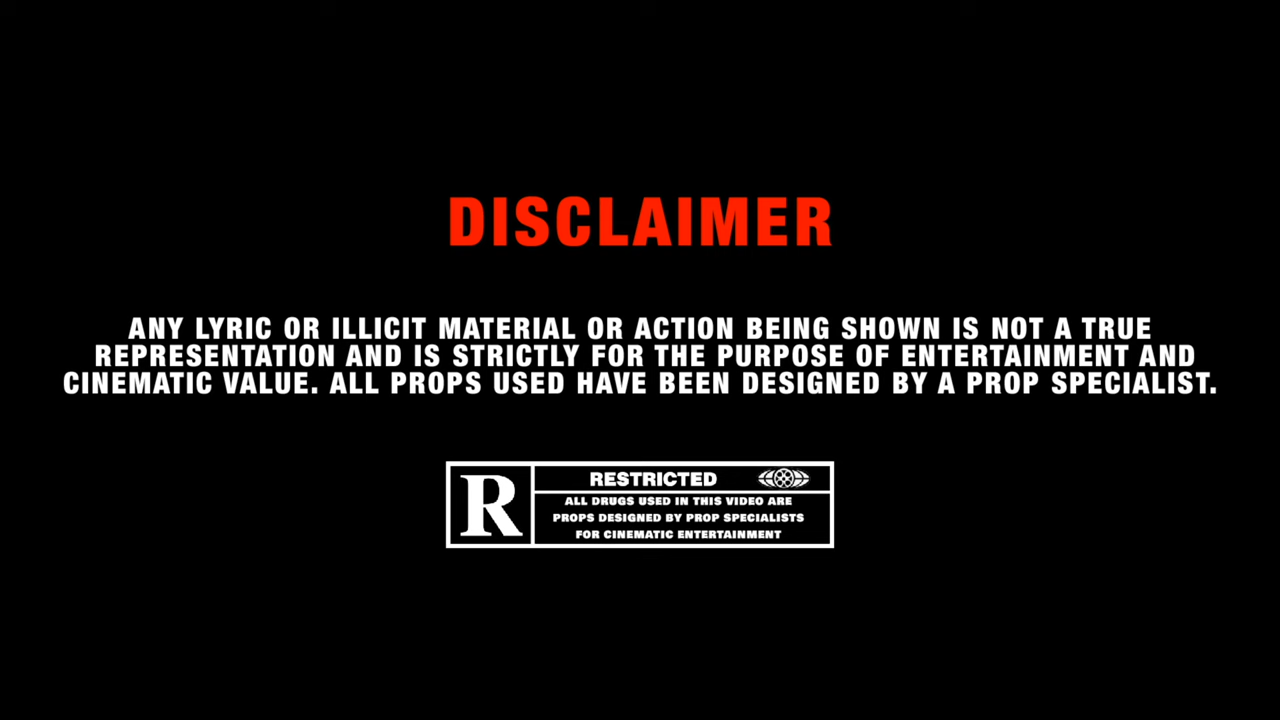 DISCLAIMER
ANY LYRIC OR ILLICIT MATERIAL OR ACTION BEING SHOWN IS NOT A TRUE
REPRESENTATION AND IS STRICTLY FOR THE PURPOSE OF ENTERTAINMENT AND
CINEMATIC VALUE. ALL PROPS USED HAVE BEEN DESIGNED BY A PROP SPECIALIST.
R
RESTRICTED
ALL DRUGS USED IN THIS VIDEO ARE
PROPS DESIGNED BY PROP SPECIALISTS
FOR CINEMATIC ENTERTAINMENT